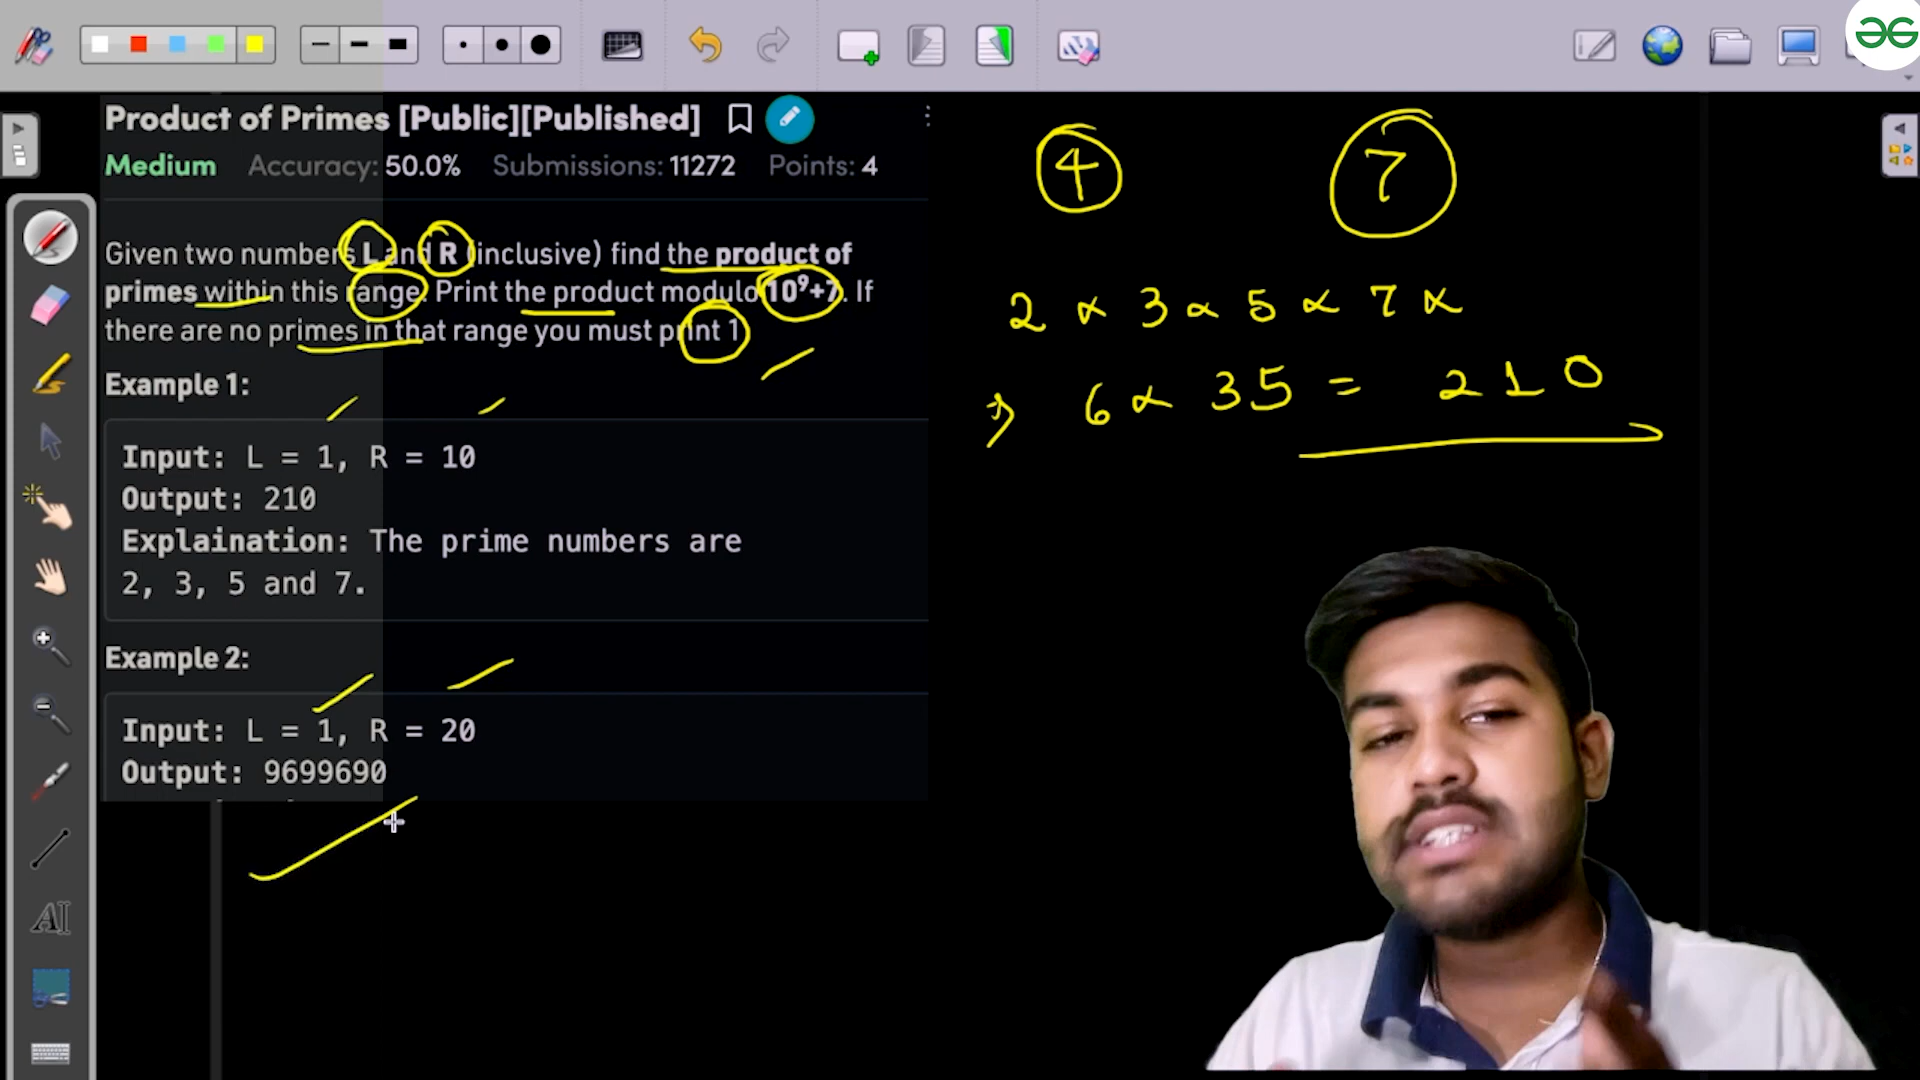 Product of Primes [Public][Published]
Medium Accuracy: 50.0% Submissions: 11272 Points: 4
Given two numbers L and R (inclusive) find the product of
primes within this range. Print the product modulo 10⁹+7. If
there are no primes in that range you must print 1
Example 1:
Input: L = 1, R = 10
Output: 210
Explaination: The prime numbers are
2, 3, 5 and 7.
Example 2:
Input: L = 1, R = 20
Output: 9699690
4 7
2 × 3 × 5 × 7 ×
⇒ 6 × 35 = 210
AI